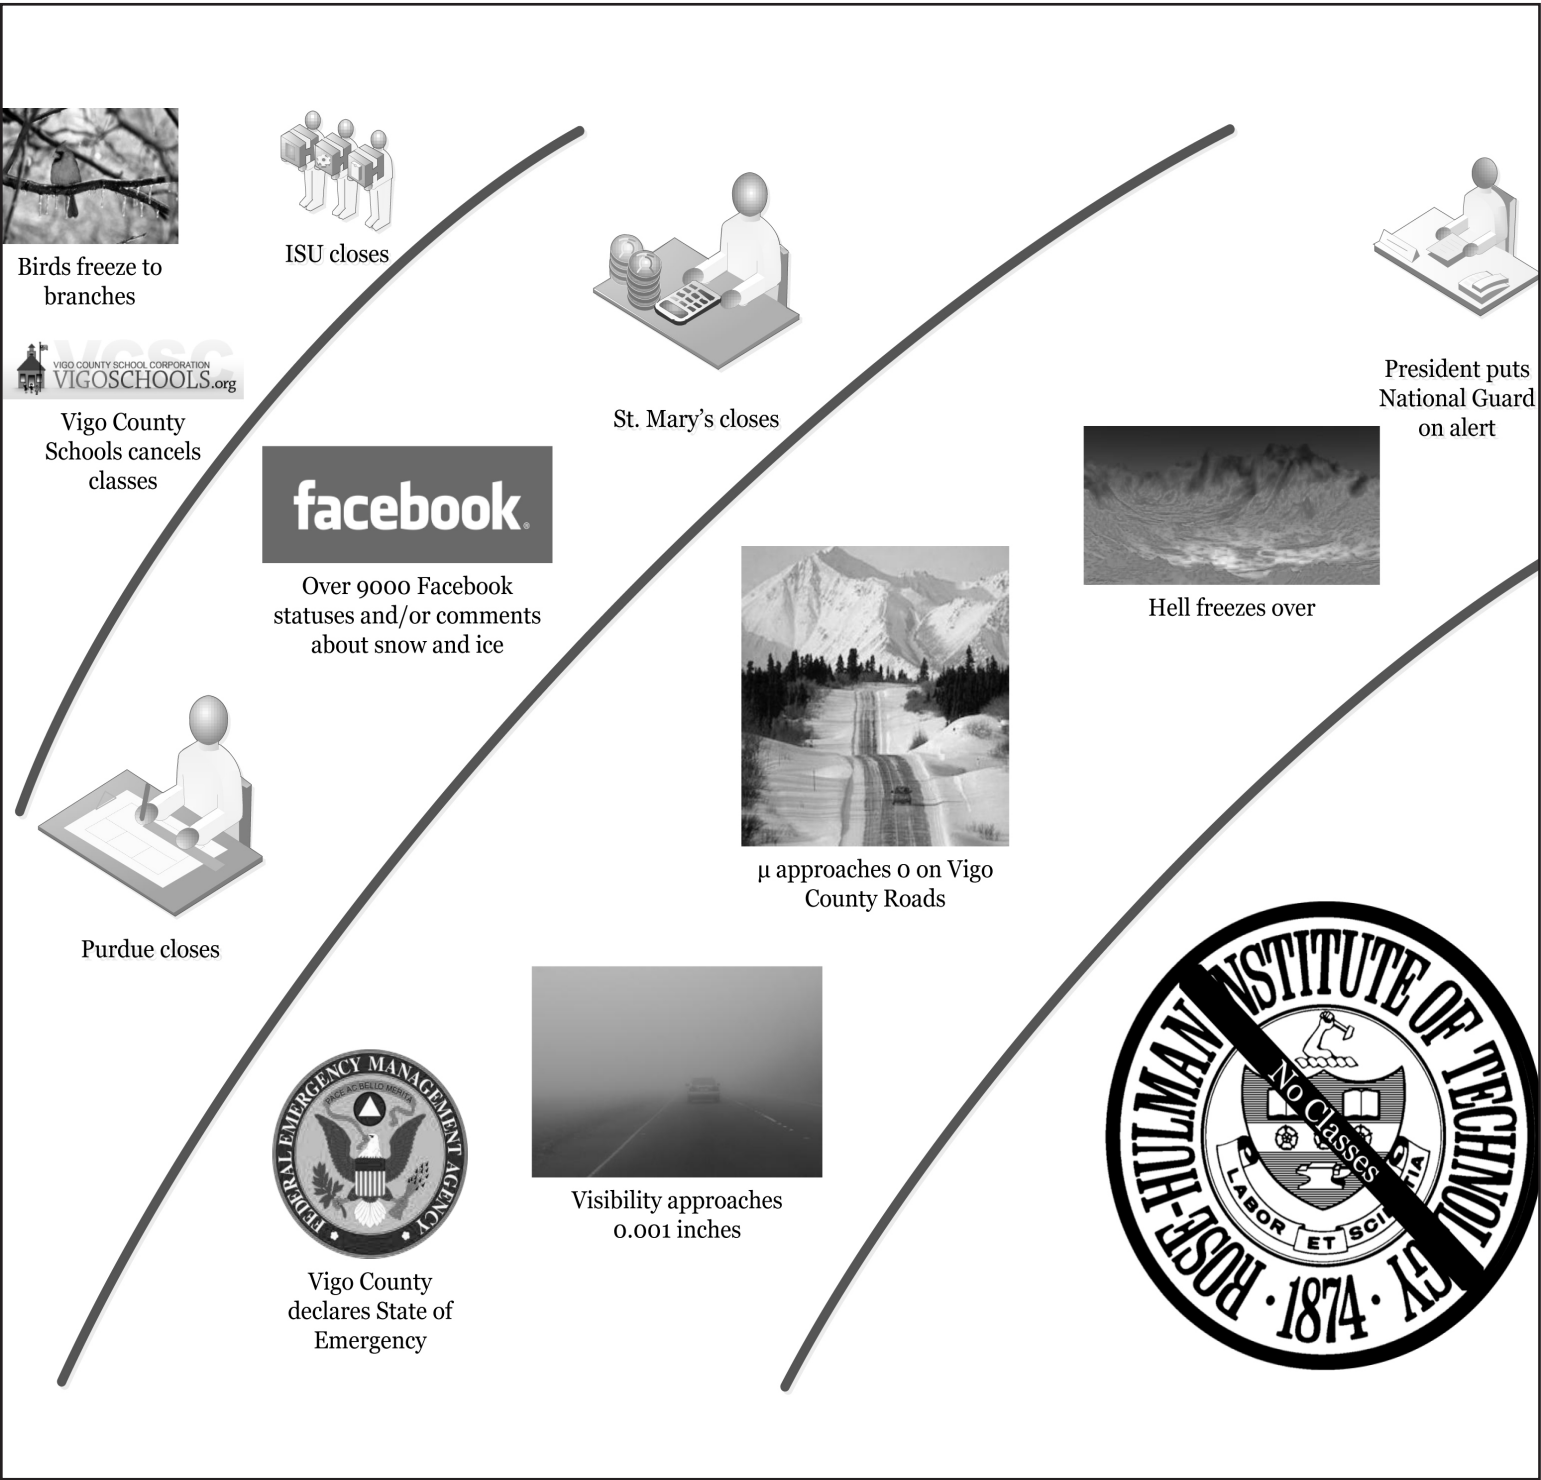 Birds freeze to
branches
ISU closes
vcsc
VIGO COUNTY SCHOOL CORPORATION
VIGOSCHOOLS.org
Vigo County
Schools cancels
classes
St. Mary's closes
President puts
National Guard
on alert
facebook®
Over 9000 Facebook
statuses and/or comments
about snow and ice
Hell freezes over
µ approaches 0 on Vigo
County Roads
Purdue closes
FEDERAL EMERGENCY MANAGEMENT AGENCY
PACE AC BELLO MERITA
Vigo County
declares State of
Emergency
Visibility approaches
0.001 inches
ROSE-HULMAN INSTITUTE OF TECHNOLOGY
No Classes
LABOR ET SCIENTIA
· 1874 ·